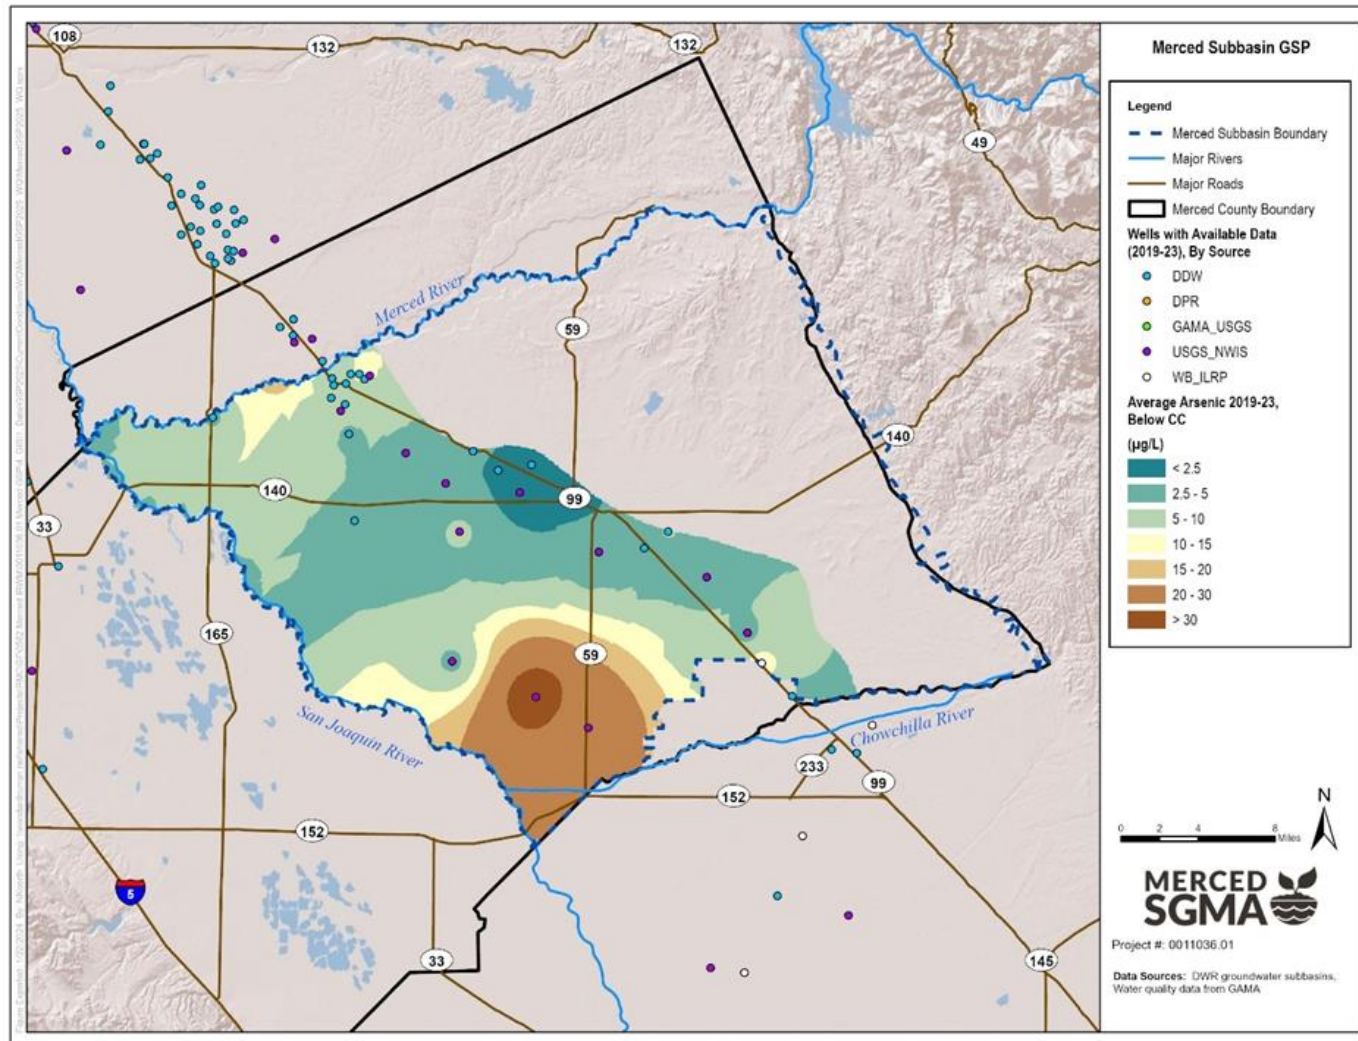 Merced Subbasin GSP
Legend
Merced Subbasin Boundary
Major Rivers
Major Roads
Merced County Boundary
Wells with Available Data
(2019-23), By Source
DDW
DPR
GAMA_USGS
USGS_NWIS
WB_ILRP
Average Arsenic 2019-23,
Below CC
(µg/L)
< 2.5
2.5 - 5
5 - 10
10 - 15
15 - 20
20 - 30
> 30
108
132
132
49
Merced River
59
140
140
99
33
165
59
San Joaquin River
Chowchilla River
233
99
152
152
5
33
145
N
0 2 4 8
Miles
MERCED
SGMA
Project #: 0011036.01
Data Sources: DWR groundwater subbasins,
Water quality data from GAMA